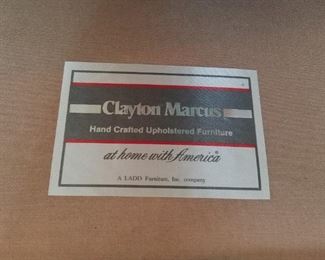 Clayton Marcus
Hand Crafted Upholstered Furniture
at home with America®
A LADD Furniture, Inc. company